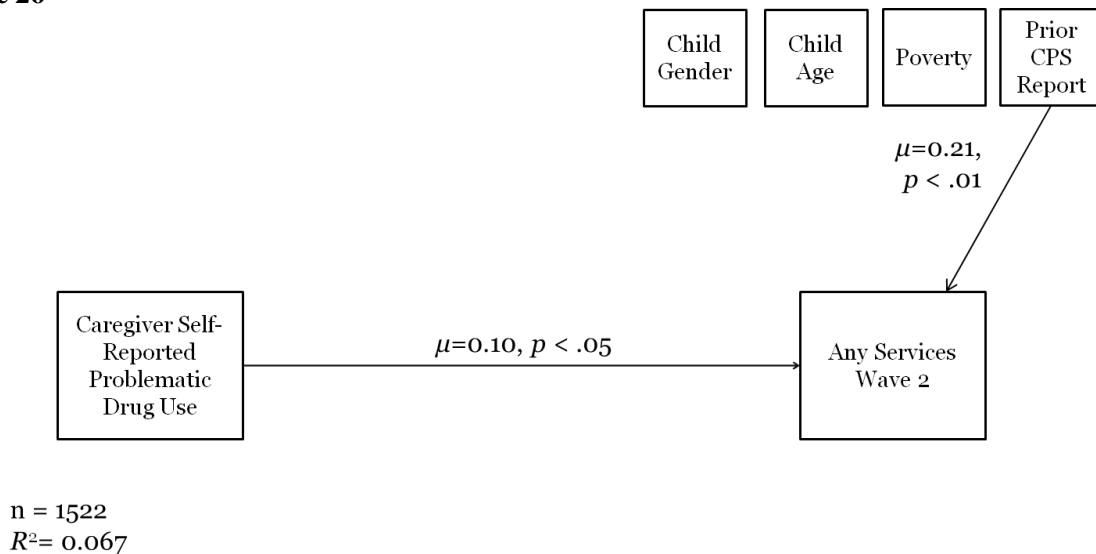 Child
Gender
Child
Age
Poverty
Prior
CPS
Report
μ=0.21,
p < .01
Caregiver Self-
Reported
Problematic
Drug Use
μ=0.10, p < .05
Any Services
Wave 2
n = 1522
R²= 0.067